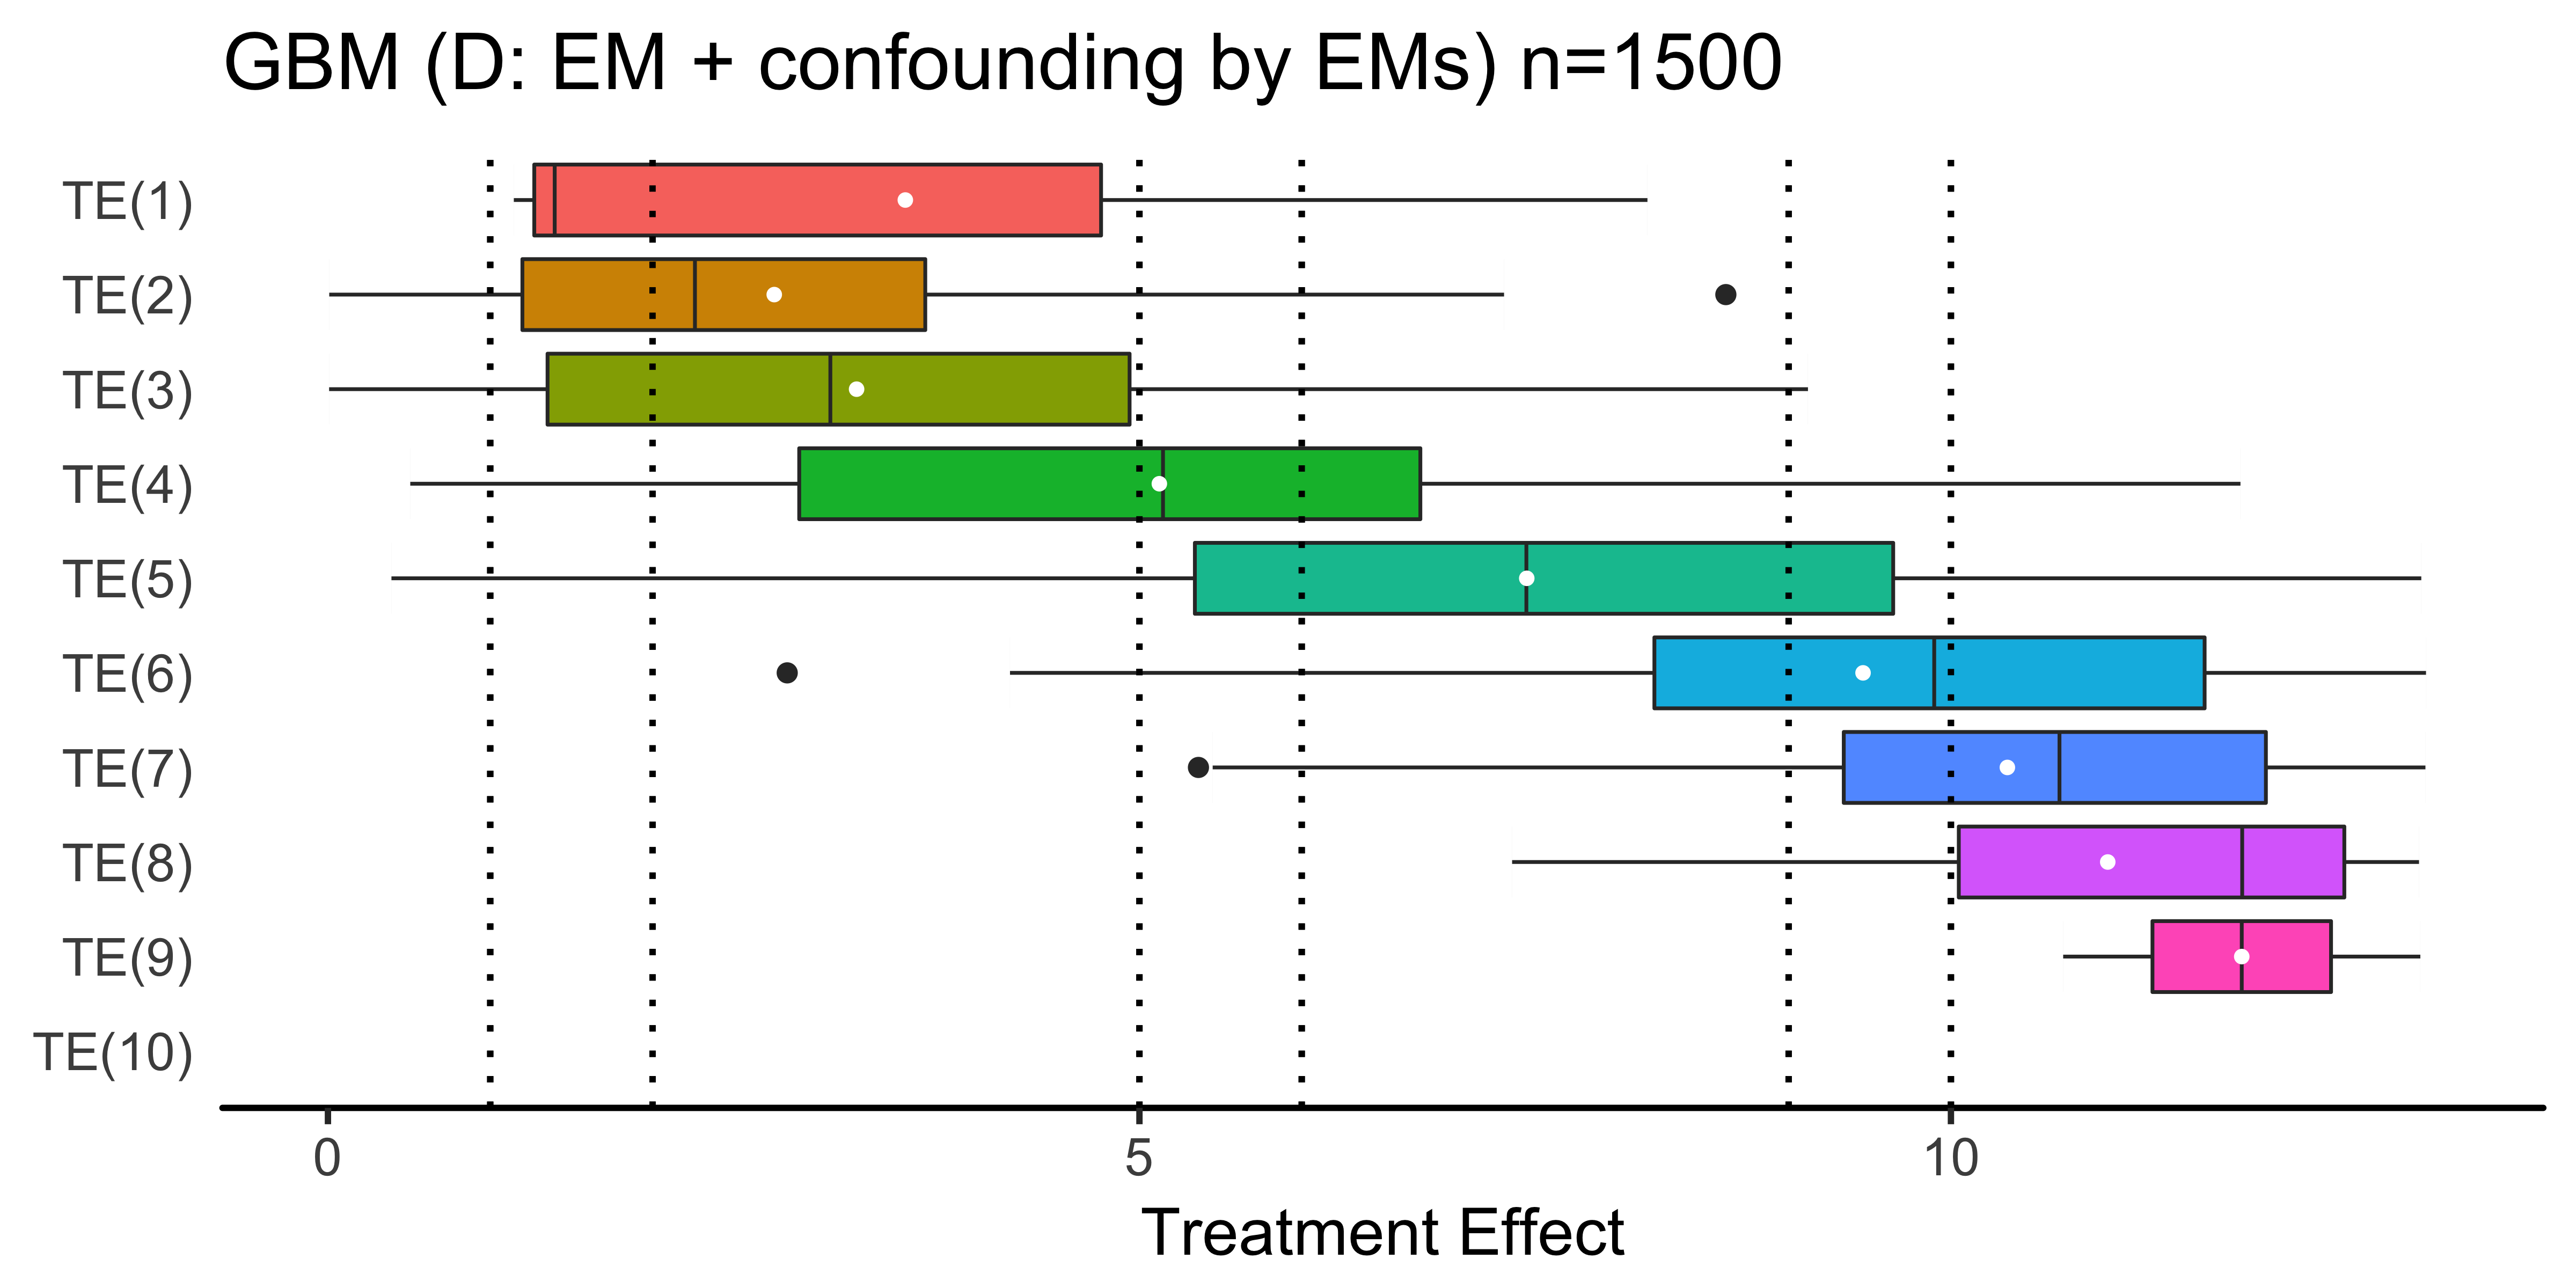 GBM (D: EM + confounding by EMs) n=1500
TE(1)
TE(2)
TE(3)
TE(4)
TE(5)
TE(6)
TE(7)
TE(8)
TE(9)
TE(10)
0 5 10
Treatment Effect